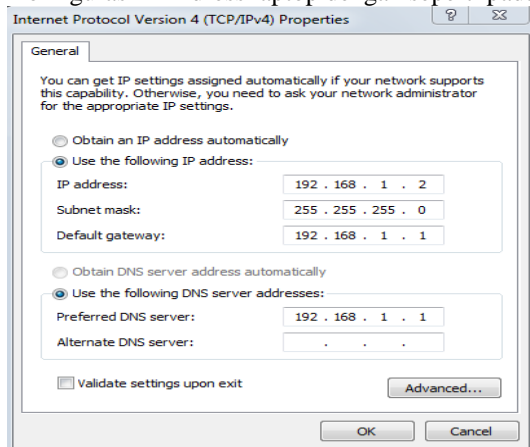 Internet Protocol Version 4 (TCP/IPv4) Properties
General
You can get IP settings assigned automatically if your network supports
this capability. Otherwise, you need to ask your network administrator
for the appropriate IP settings.
Obtain an IP address automatically
Use the following IP address:
IP address: 192 . 168 . 1 . 2
Subnet mask: 255 . 255 . 255 . 0
Default gateway: 192 . 168 . 1 . 1
Obtain DNS server address automatically
Use the following DNS server addresses:
Preferred DNS server: 192 . 168 . 1 . 1
Alternate DNS server: . . .
Validate settings upon exit
Advanced...
OK Cancel